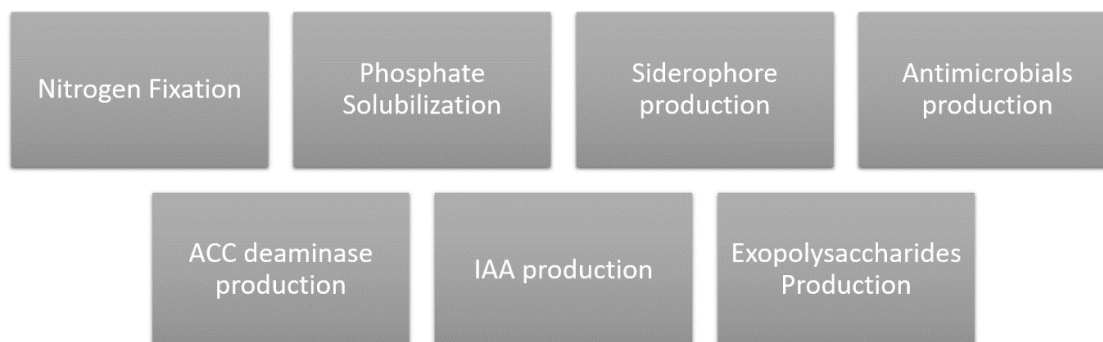 Nitrogen Fixation
Phosphate
Solubilization
Siderophore
production
Antimicrobials
production
ACC deaminase
production
IAA production
Exopolysaccharides
Production